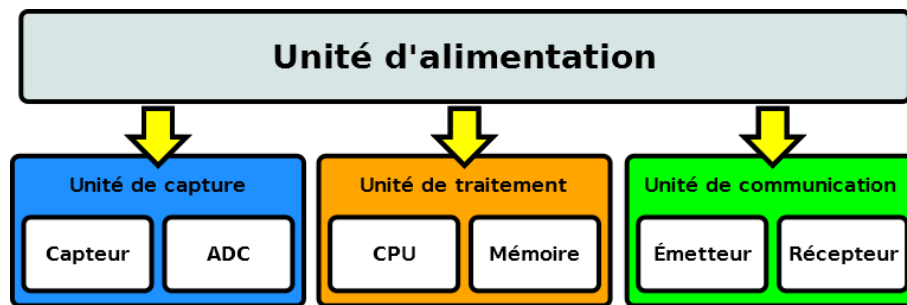 Unité d'alimentation
Unité de capture
Capteur
ADC
Unité de traitement
CPU
Mémoire
Unité de communication
Émetteur
Récepteur